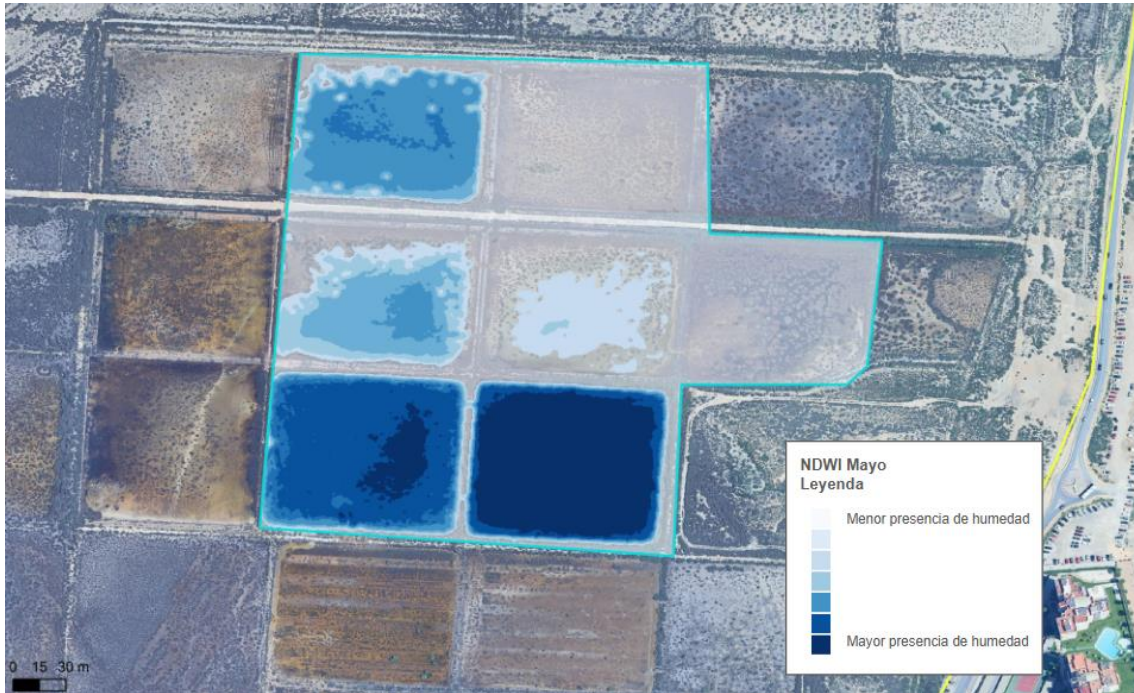 NDWI Mayo
Leyenda
Menor presencia de humedad
Mayor presencia de humedad
0 15 30 m